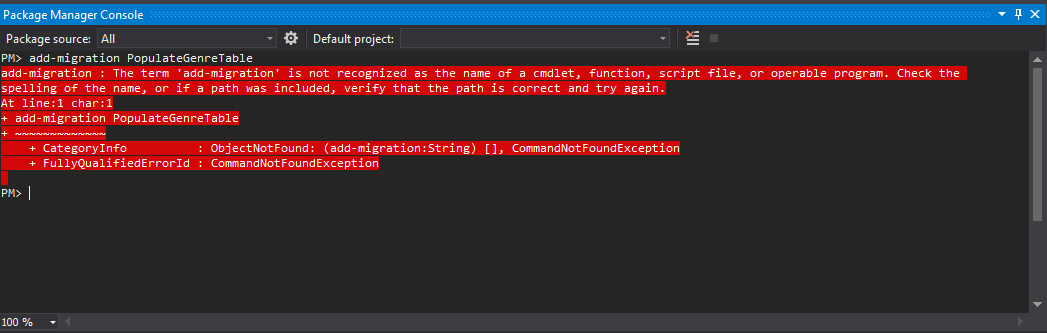 Package Manager Console
Package source: All Default project:
PM> add-migration PopulateGenreTable
add-migration : The term 'add-migration' is not recognized as the name of a cmdlet, function, script file, or operable program. Check the
spelling of the name, or if a path was included, verify that the path is correct and try again.
At line:1 char:1
+ add-migration PopulateGenreTable
+ ~~~~~~~~~~~~~
    + CategoryInfo          : ObjectNotFound: (add-migration:String) [], CommandNotFoundException
    + FullyQualifiedErrorId : CommandNotFoundException

PM>
100 %